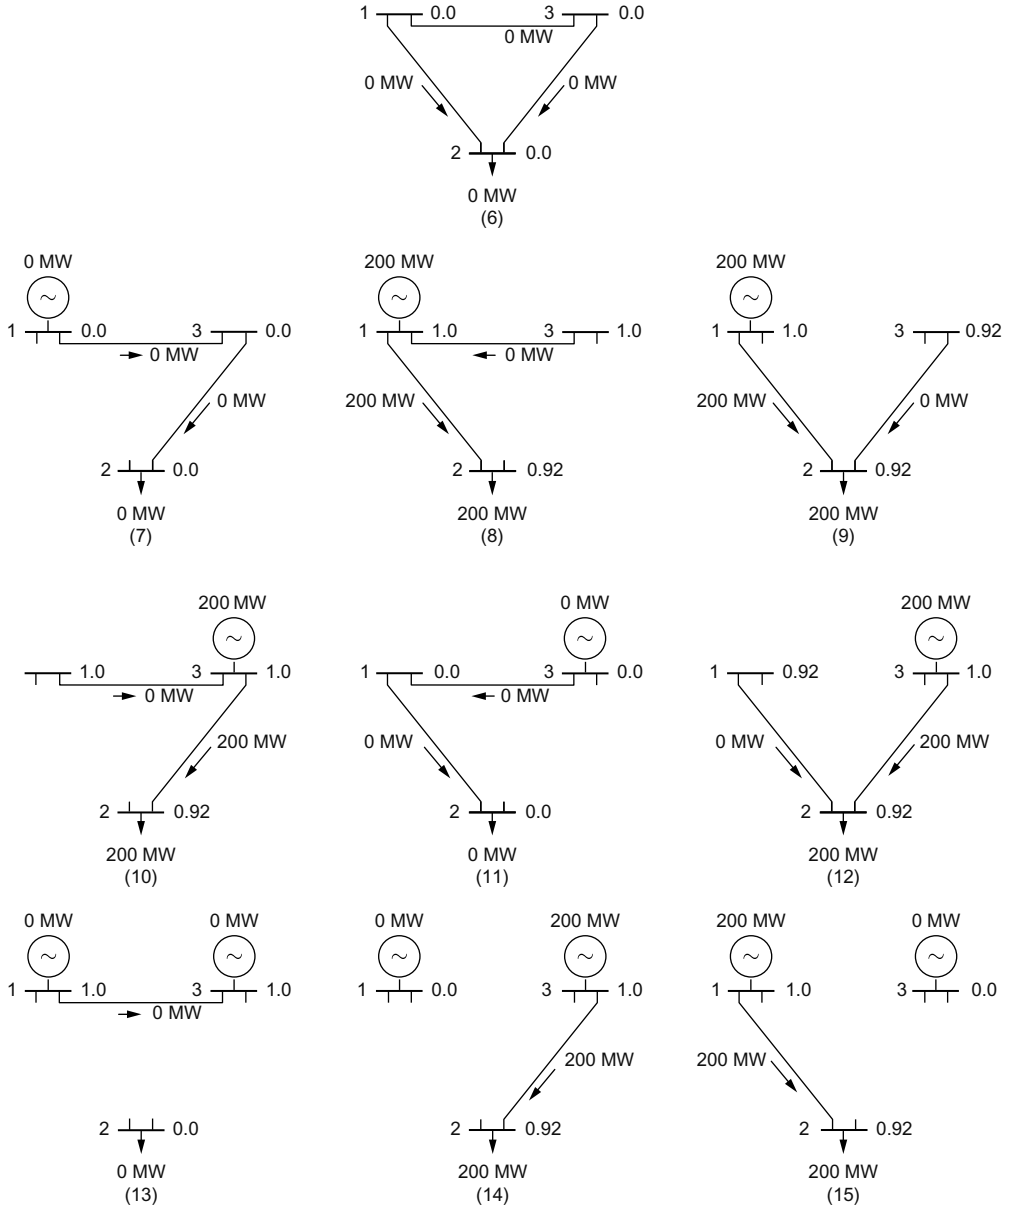 1 0.0 3 0.0
0 MW
0 MW 0 MW
2 0.0
0 MW
(6)
0 MW 200 MW 200 MW
~ ~ ~
1 0.0 3 0.0 1 1.0 3 1.0 1 1.0 3 0.92
0 MW 0 MW
0 MW 200 MW 200 MW 0 MW
2 0.0 2 0.92 2 0.92
0 MW 200 MW 200 MW
(7) (8) (9)
200 MW 0 MW 200 MW
~ ~ ~
1.0 3 1.0 1 0.0 3 0.0 1 0.92 3 1.0
0 MW 0 MW
200 MW 0 MW 0 MW 200 MW
2 0.92 2 0.0 2 0.92
200 MW 0 MW 200 MW
(10) (11) (12)
0 MW 0 MW 0 MW 200 MW 200 MW 0 MW
~ ~ ~ ~ ~ ~
1 1.0 3 1.0 1 0.0 3 1.0 1 1.0 3 0.0
0 MW
200 MW 200 MW
2 0.0 2 0.92 2 0.92
0 MW 200 MW 200 MW
(13) (14) (15)